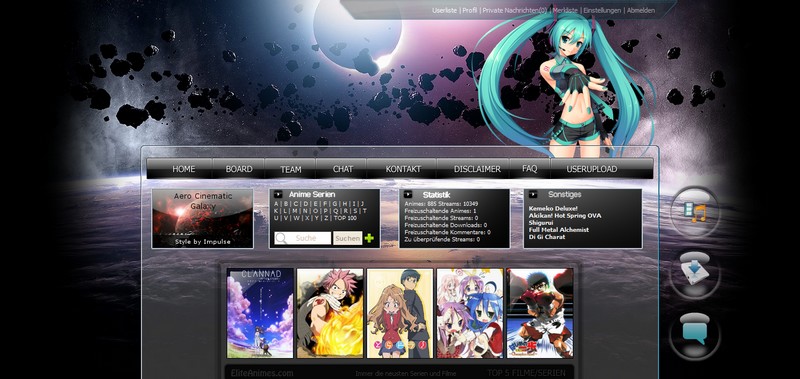 Userliste | Profil | Private Nachrichten(0) | Merkliste | Einstellungen | Abmelden
HOME BOARD TEAM CHAT KONTAKT DISCLAIMER FAQ USERUPLOAD
Aero Cinematic
Galaxy
Style by Impulse
Anime Serien
A | B | C | D | E | F | G | H | I | J
K | L | M | N | O | P | Q | R | S | T
U | V | W | X | Y | Z | TOP 100
Suche Suchen
Statistik
Animes: 885 Streams: 10349
Freizuschaltende Animes: 1
Freizuschaltende Streams: 0
Freizuschaltende Downloads: 0
Freizuschaltende Kommentare: 0
Zu überprüfende Streams: 0
Sonstiges
Kemeko Deluxe!
Akikan! Hot Spring OVA
Shigurui
Full Metal Alchemist
Di Gi Charat
CLANNAD
EliteAnimes.com
Immer die neusten Serien und Filme
TOP 5 FILME/SERIEN